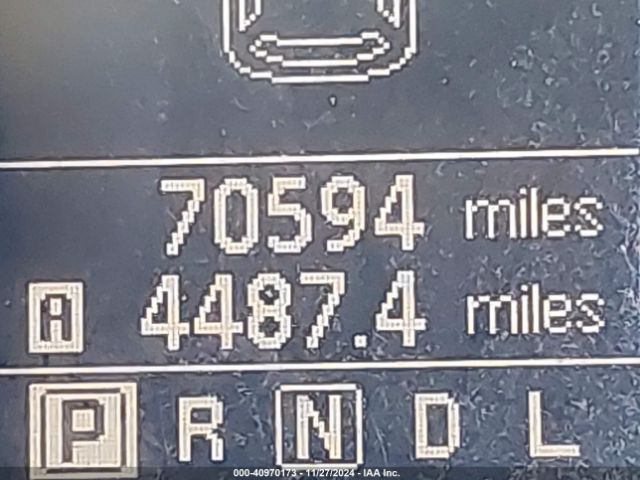 70594 miles
A 4487.4 miles
P R N D L
000-40970173 - 11/27/2024 - IAA Inc.